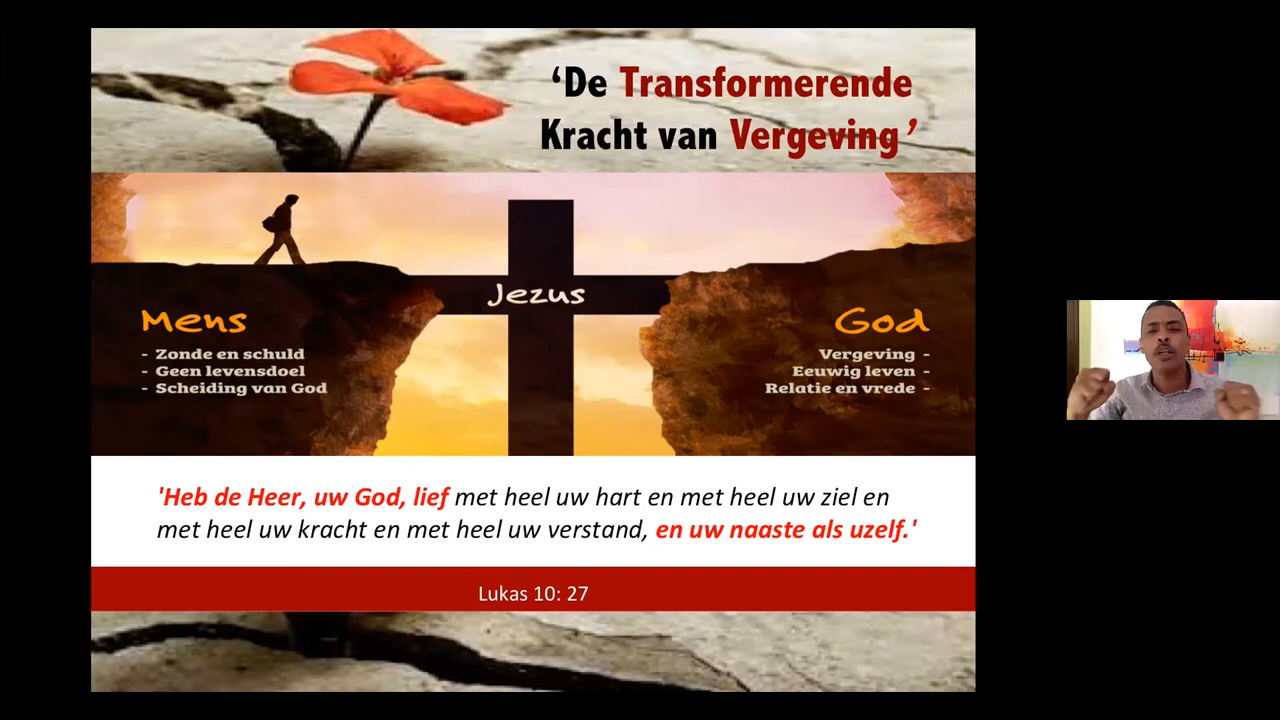 ‘De Transformerende
Kracht van Vergeving’
Jezus
Mens
- Zonde en schuld
- Geen levensdoel
- Scheiding van God
God
Vergeving -
Eeuwig leven -
Relatie en vrede -
'Heb de Heer, uw God, lief met heel uw hart en met heel uw ziel en
met heel uw kracht en met heel uw verstand, en uw naaste als uzelf.'
Lukas 10: 27